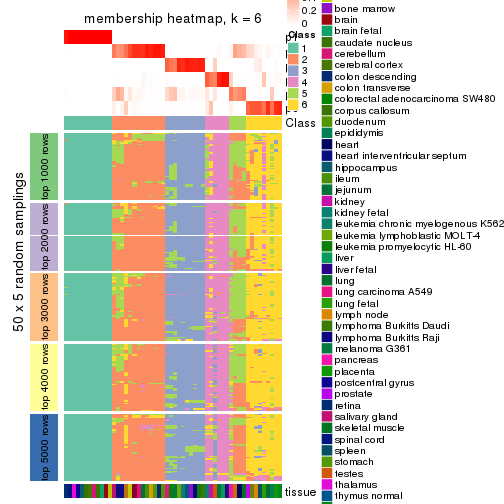 membership heatmap, k = 6
0.2
0
Class
1
2
3
4
5
6
Class
50 x 5 random samplings
top 1000 rows
top 2000 rows
top 3000 rows
top 4000 rows
top 5000 rows
tissue
bone marrow
brain
brain fetal
caudate nucleus
cerebellum
cerebral cortex
colon descending
colon transverse
colorectal adenocarcinoma SW480
corpus callosum
duodenum
epididymis
heart
heart interventricular septum
hippocampus
ileum
jejunum
kidney
kidney fetal
leukemia chronic myelogenous K562
leukemia lymphoblastic MOLT-4
leukemia promyelocytic HL-60
liver
liver fetal
lung
lung carcinoma A549
lung fetal
lymph node
lymphoma Burkitts Daudi
lymphoma Burkitts Raji
melanoma G361
pancreas
placenta
postcentral gyrus
prostate
retina
salivary gland
skeletal muscle
spinal cord
spleen
stomach
testes
thalamus
thymus normal